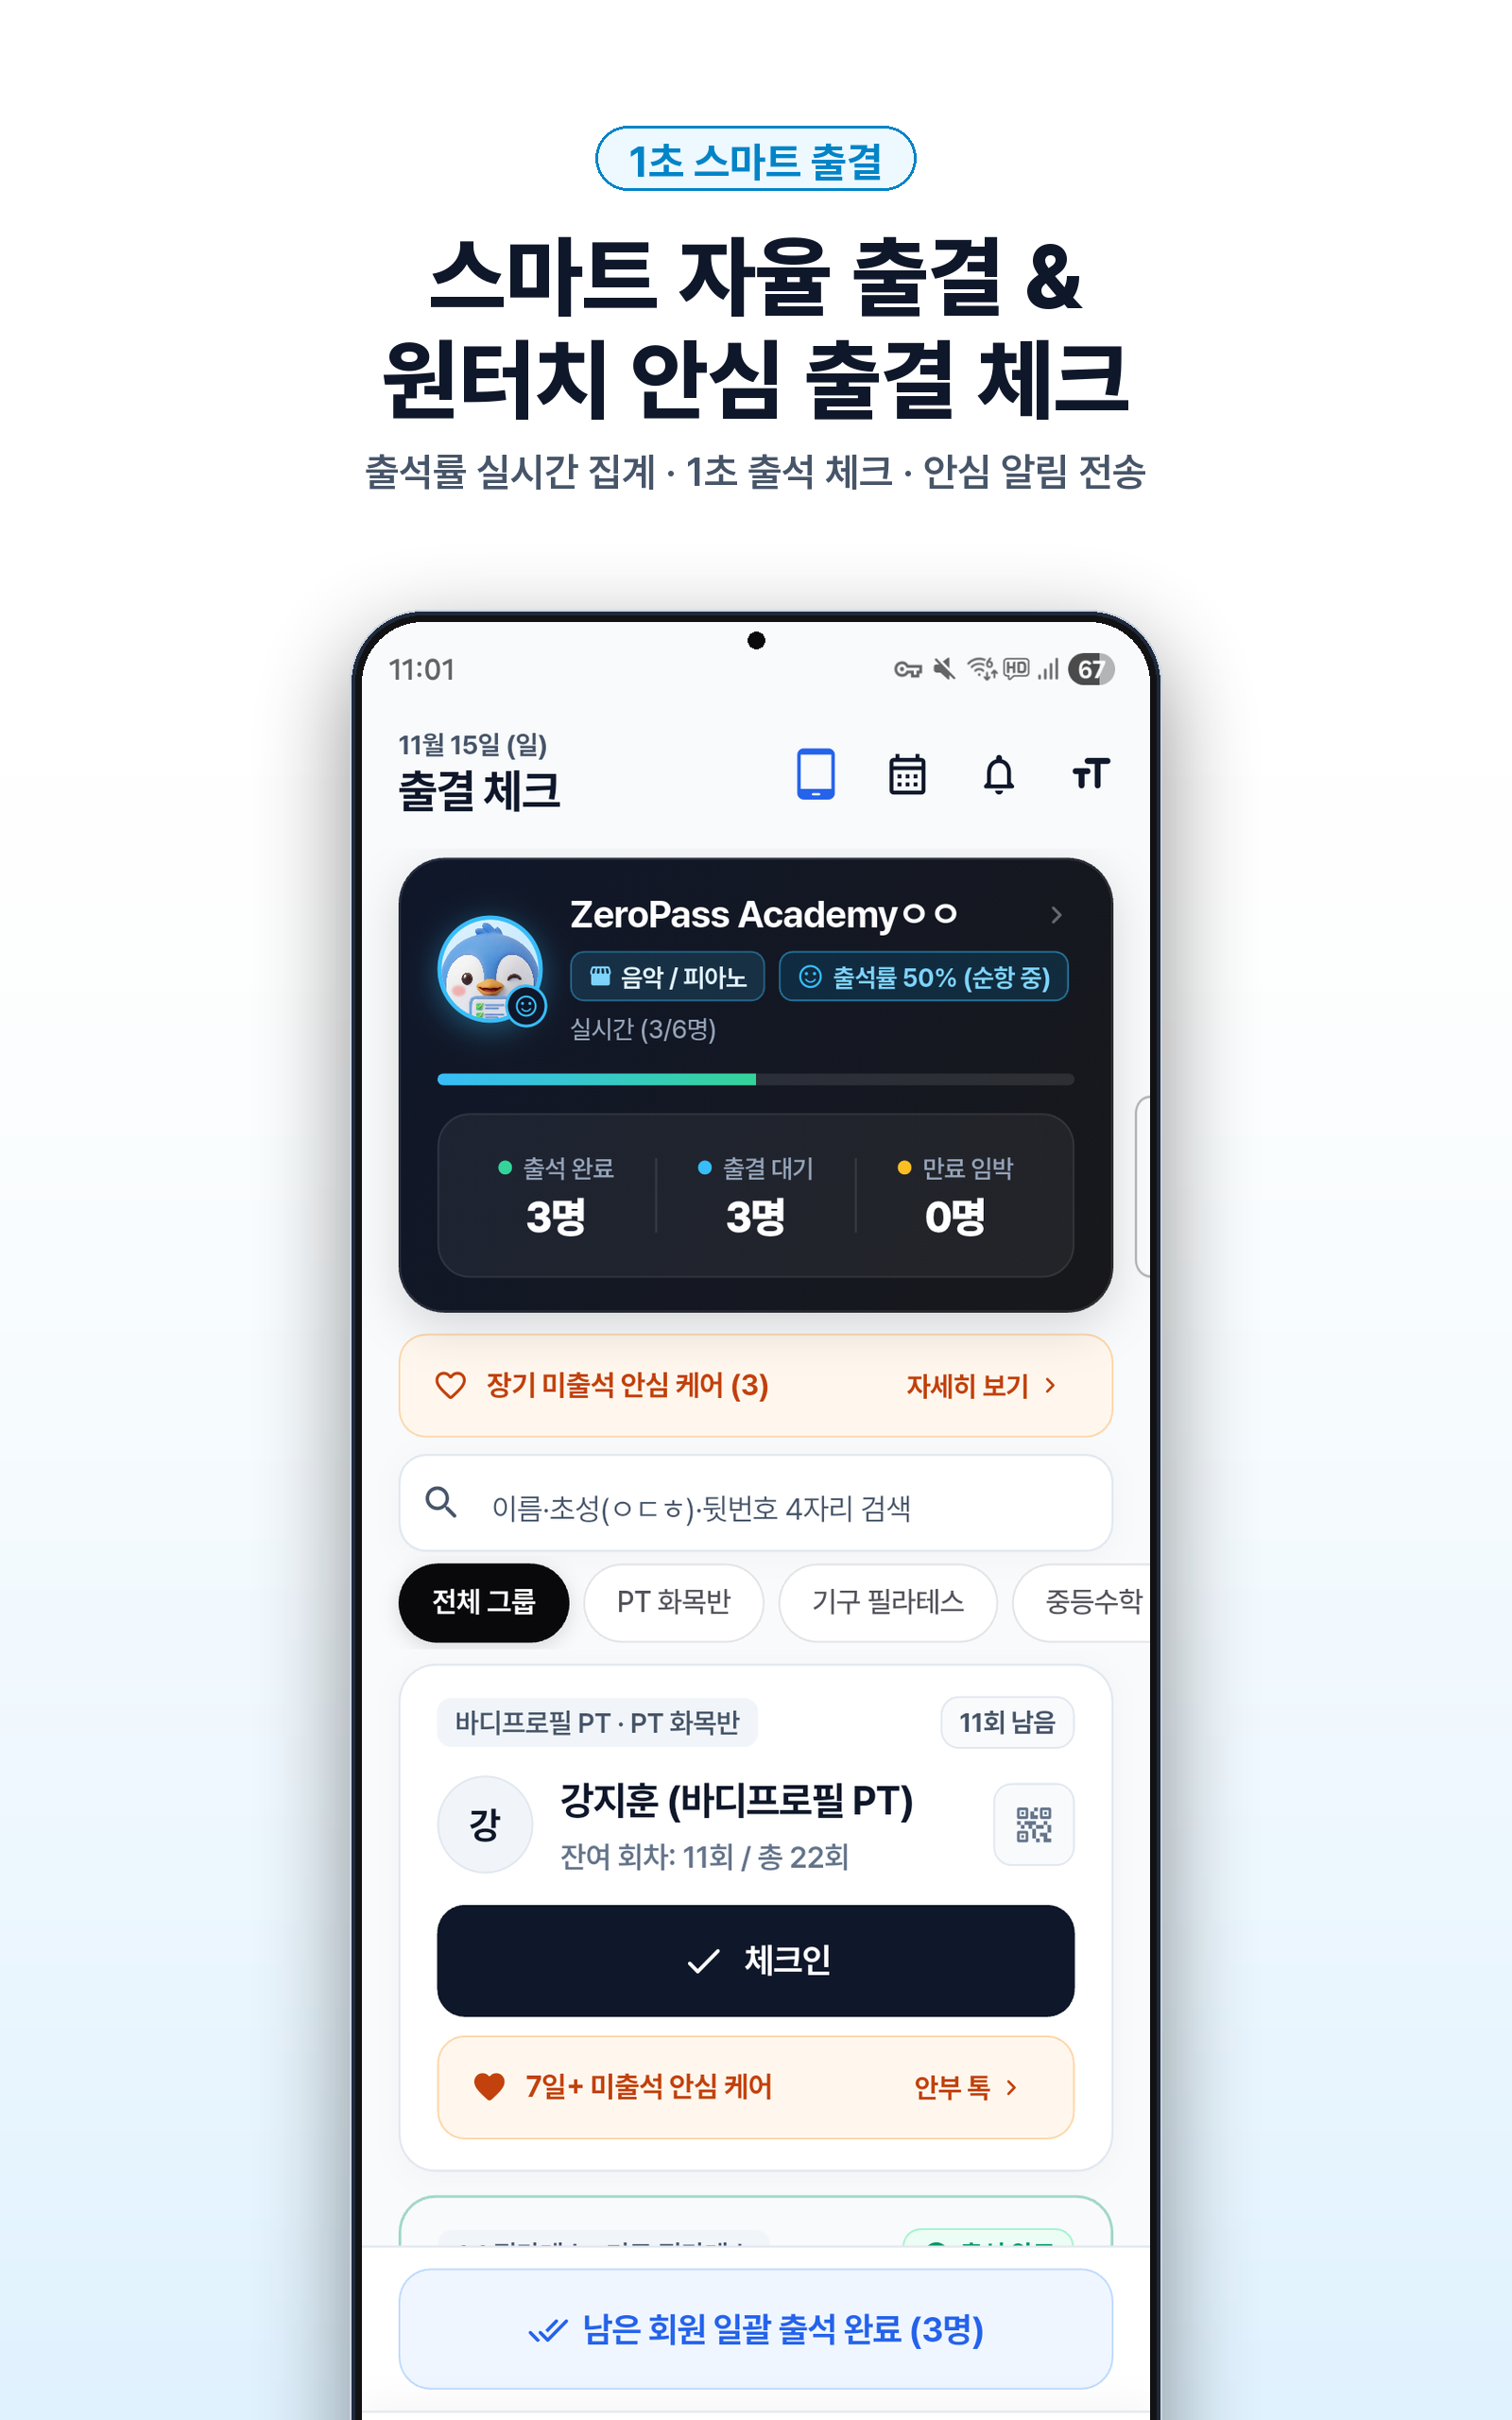 1초 스마트 출결
스마트 자율 출결 &
원터치 안심 출결 체크
출석률 실시간 집계 · 1초 출석 체크 · 안심 알림 전송
11:01
6 HD 67
11월 15일 (일)
출결 체크
ZeroPass Academyㅇㅇ
음악 / 피아노
출석률 50% (순항 중)
실시간 (3/6명)
출석 완료
출결 대기
만료 임박
3명
3명
0명
장기 미출석 안심 케어 (3)
자세히 보기
이름·초성(ㅇㄷㅎ)·뒷번호 4자리 검색
전체 그룹
PT 화목반
기구 필라테스
중등수학
바디프로필 PT · PT 화목반
11회 남음
강
강지훈 (바디프로필 PT)
잔여 회차: 11회 / 총 22회
체크인
7일+ 미출석 안심 케어
안부 톡
남은 회원 일괄 출석 완료 (3명)